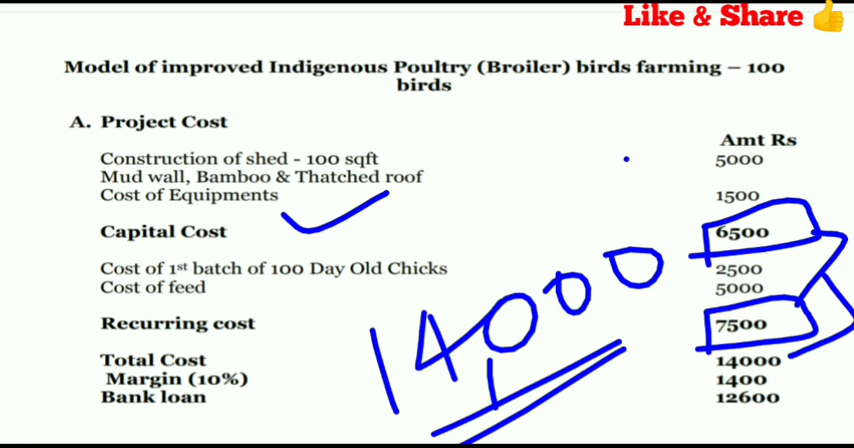 Like & Share 👍
Model of improved Indigenous Poultry (Broiler) birds farming – 100
birds
A. Project Cost
Amt Rs
Construction of shed - 100 sqft 5000
Mud wall, Bamboo & Thatched roof
Cost of Equipments 1500
Capital Cost 6500
Cost of 1st batch of 100 Day Old Chicks 2500
Cost of feed 5000
Recurring cost 7500
14000
Total Cost 14000
Margin (10%) 1400
Bank loan 12600